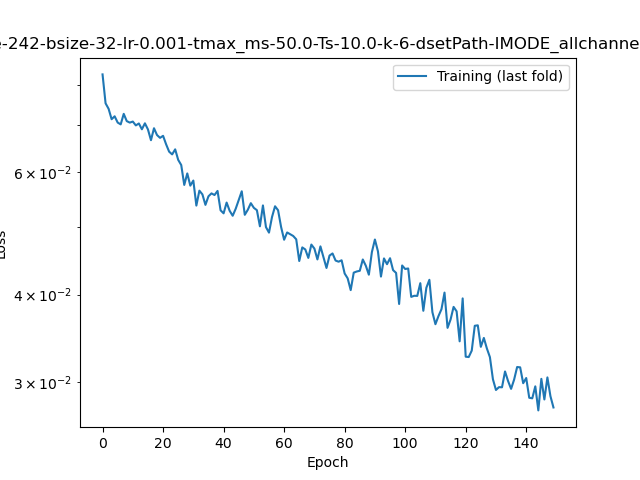 -242-bsize-32-lr-0.001-tmax_ms-50.0-Ts-10.0-k-6-dsetPath-IMODE_allchanne
Training (last fold)
6 × 10⁻²
4 × 10⁻²
3 × 10⁻²
Loss
0 20 40 60 80 100 120 140
Epoch